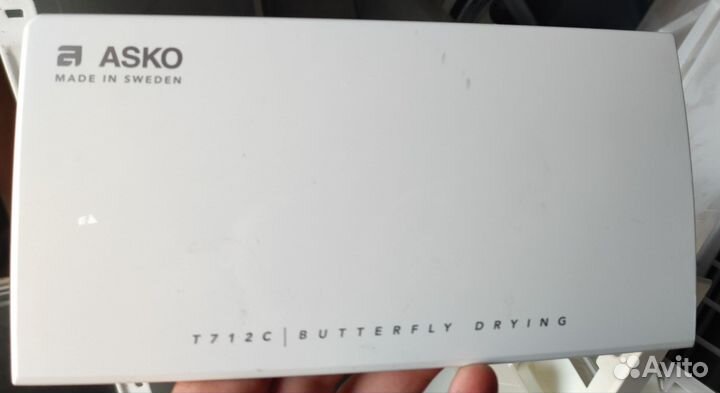 ASKO
MADE IN SWEDEN
T712C | BUTTERFLY DRYING
Avito